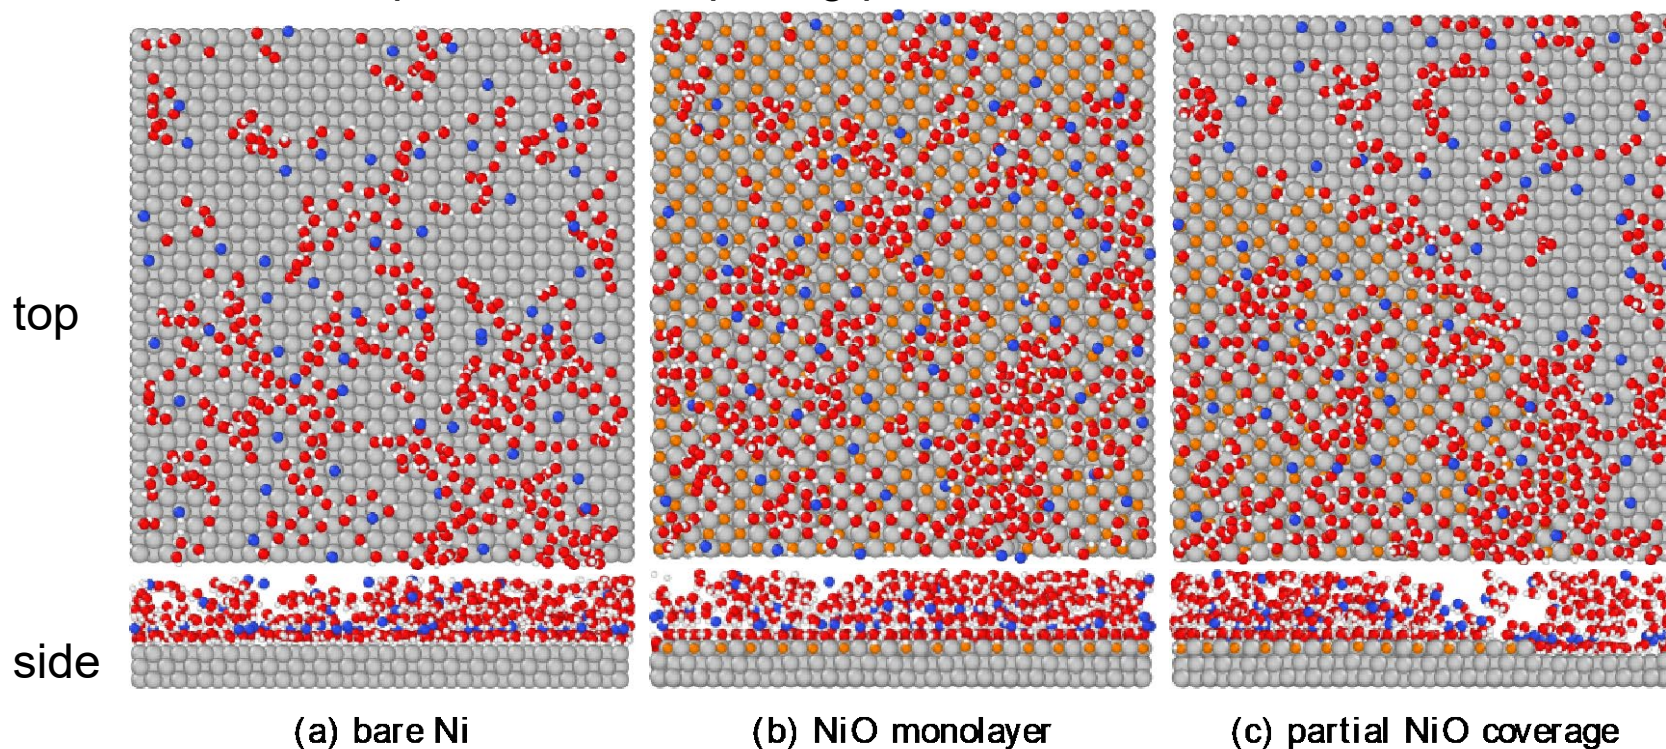 top
side
(a) bare Ni
(b) NiO monolayer
(c) partial NiO coverage